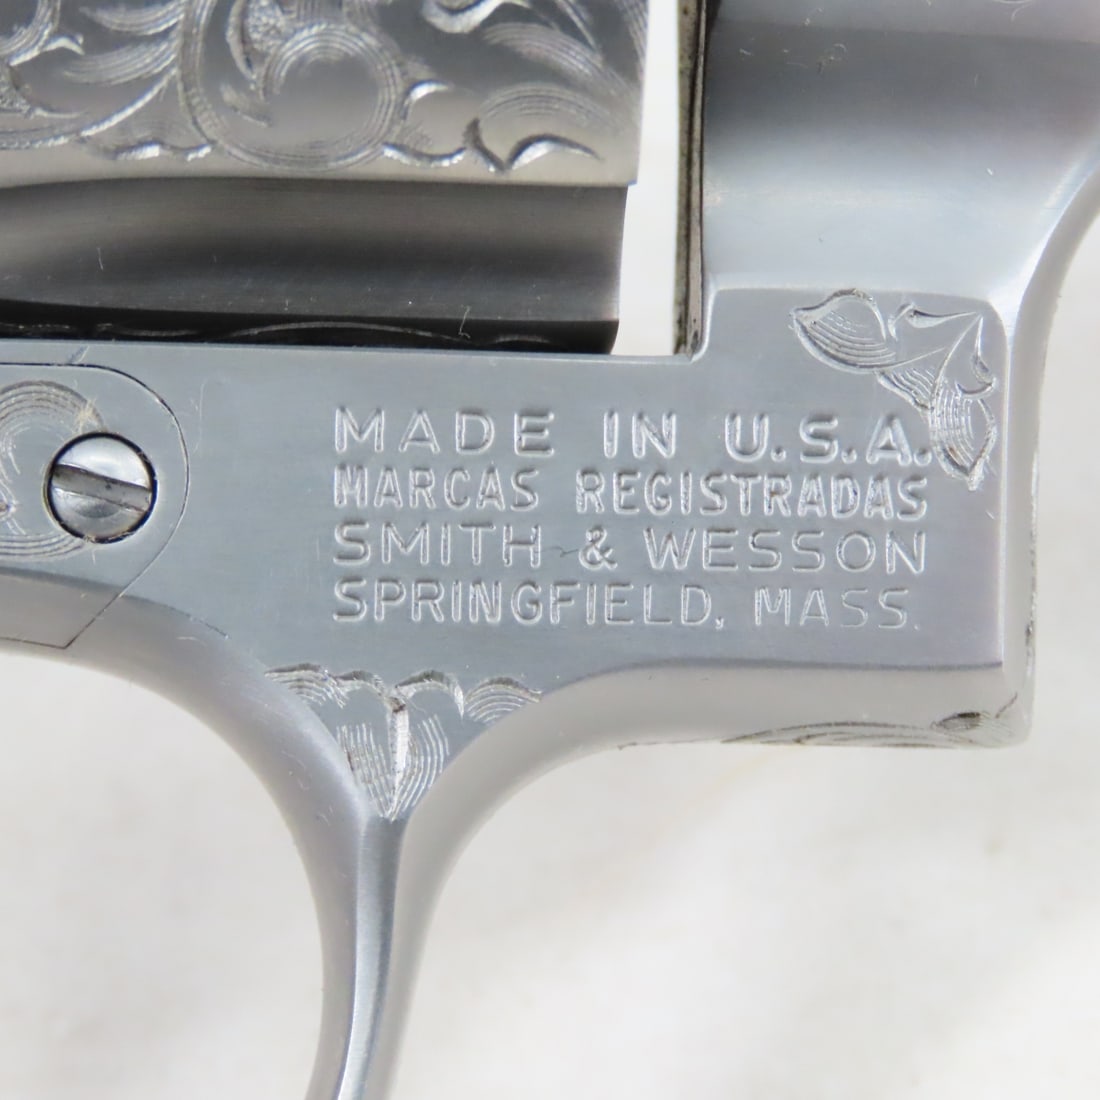 MADE IN U.S.A.
MARCAS REGISTRADAS
SMITH & WESSON
SPRINGFIELD, MASS.